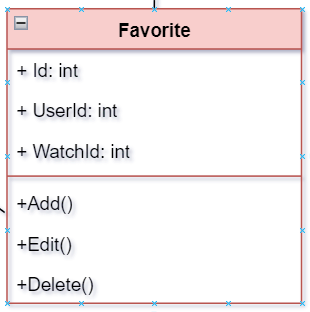 Favorite
+ Id: int
+ UserId: int
+ WatchId: int
+Add()
+Edit()
+Delete()